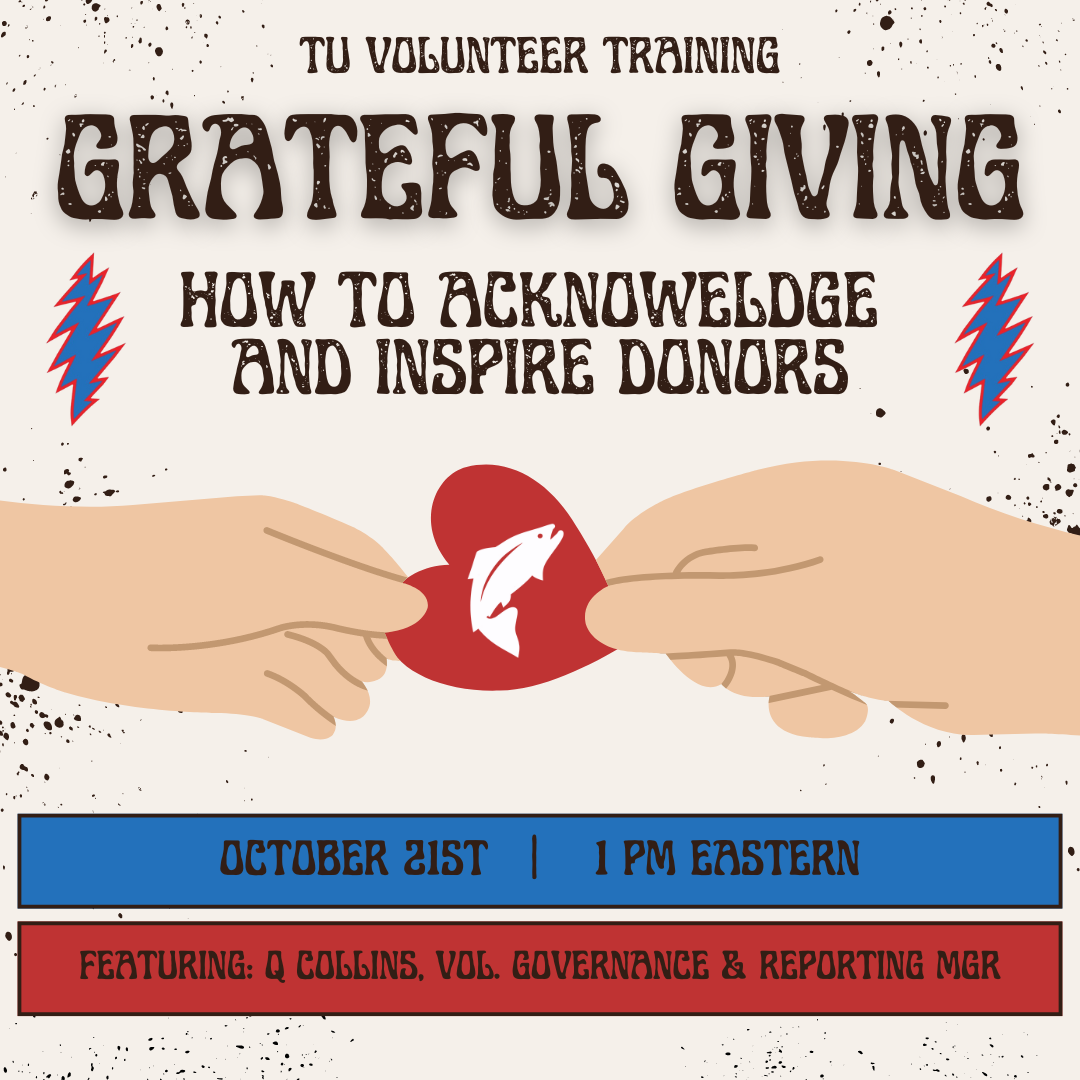 TU VOLUNTEER TRAINING
GRATEFUL GIVING
HOW TO ACKNOWELDGE
AND INSPIRE DONORS
OCTOBER 21ST | 1 PM EASTERN
FEATURING: Q COLLINS, VOL. GOVERNANCE & REPORTING MGR